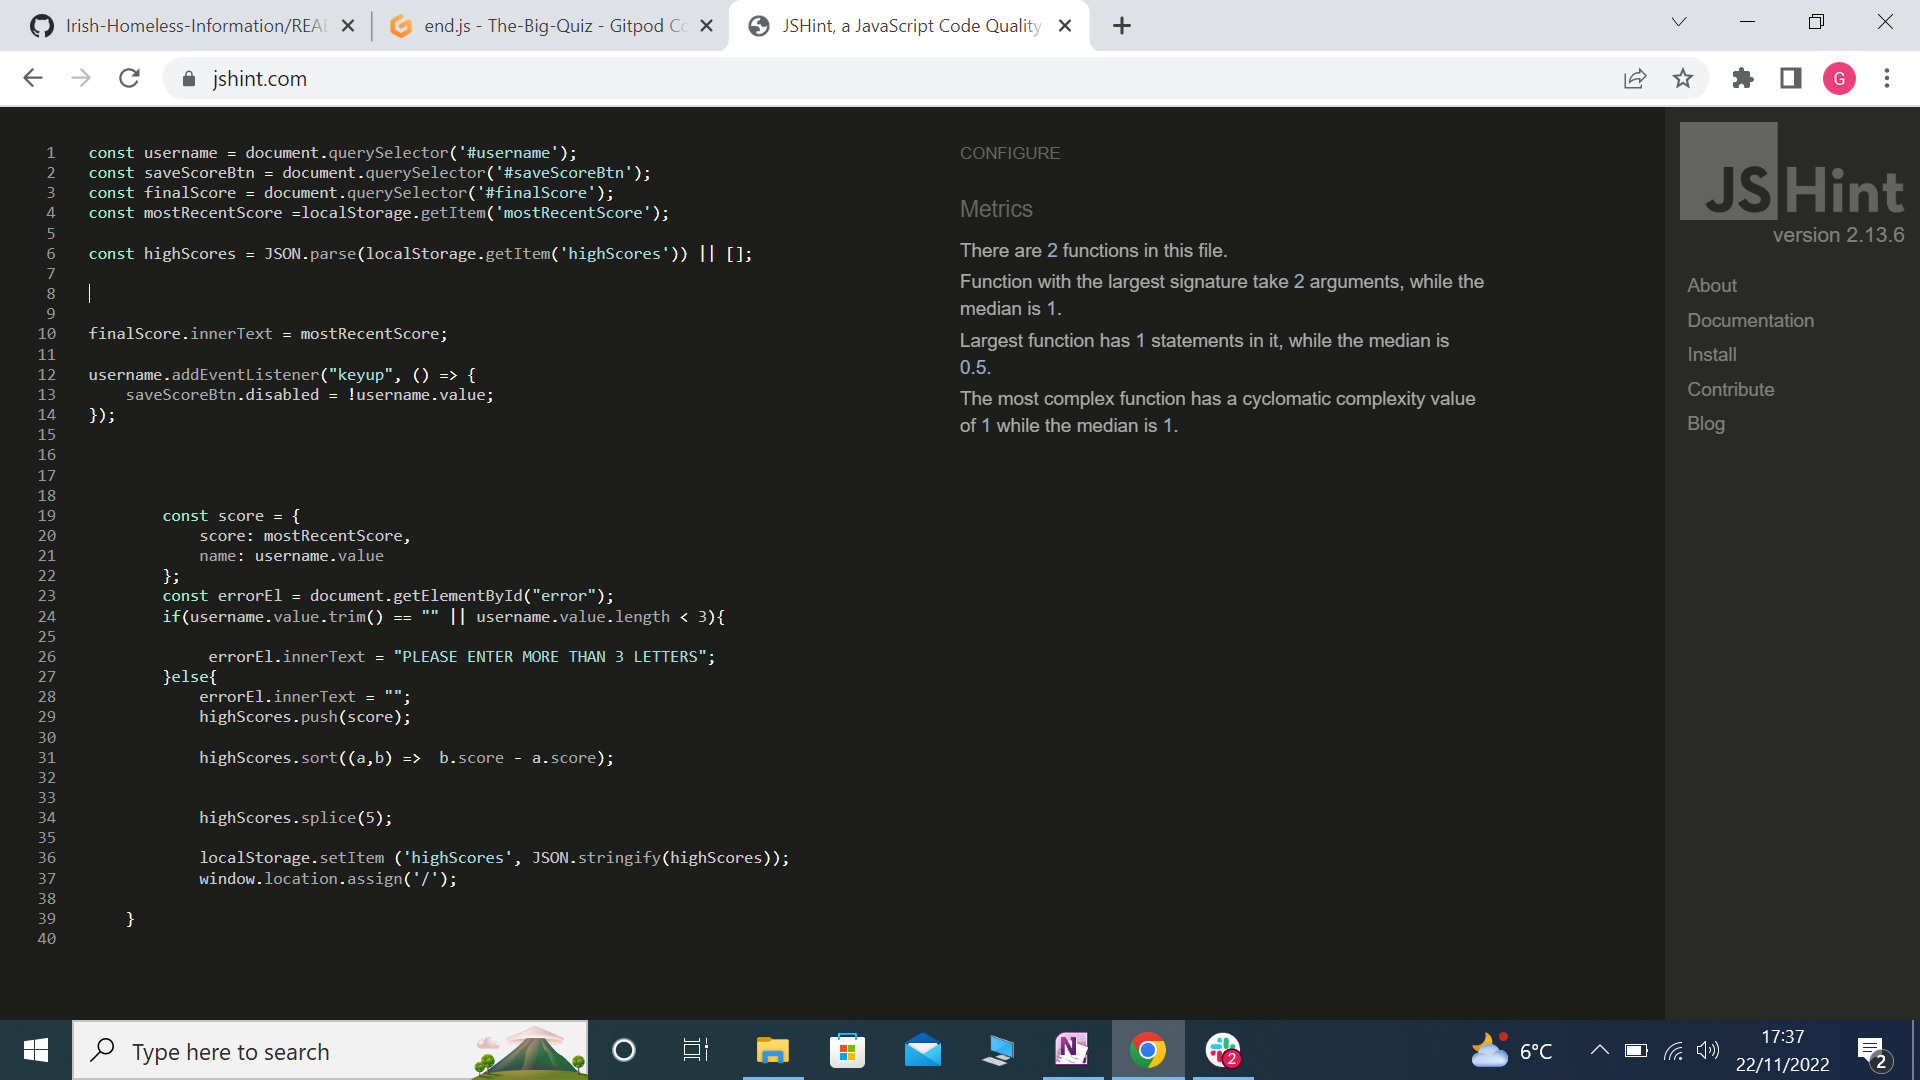 Irish-Homeless-Information/REA
end.js - The-Big-Quiz - Gitpod Co
JSHint, a JavaScript Code Quality
jshint.com
G
1 const username = document.querySelector('#username');
2 const saveScoreBtn = document.querySelector('#saveScoreBtn');
3 const finalScore = document.querySelector('#finalScore');
4 const mostRecentScore =localStorage.getItem('mostRecentScore');
5
6 const highScores = JSON.parse(localStorage.getItem('highScores')) || [];
7
8
9
10 finalScore.innerText = mostRecentScore;
11
12 username.addEventListener("keyup", () => {
13 saveScoreBtn.disabled = !username.value;
14 });
15
16
17
18
19 const score = {
20 score: mostRecentScore,
21 name: username.value
22 };
23 const errorEl = document.getElementById("error");
24 if(username.value.trim() == "" || username.value.length < 3){
25
26 errorEl.innerText = "PLEASE ENTER MORE THAN 3 LETTERS";
27 }else{
28 errorEl.innerText = "";
29 highScores.push(score);
30
31 highScores.sort((a,b) =>  b.score - a.score);
32
33
34 highScores.splice(5);
35
36 localStorage.setItem ('highScores', JSON.stringify(highScores));
37 window.location.assign('/');
38
39 }
40
CONFIGURE
Metrics
There are 2 functions in this file.
Function with the largest signature take 2 arguments, while the
median is 1.
Largest function has 1 statements in it, while the median is
0.5.
The most complex function has a cyclomatic complexity value
of 1 while the median is 1.
JSHint
version 2.13.6
About
Documentation
Install
Contribute
Blog
Type here to search
N
2
6°C
17:37
22/11/2022
2